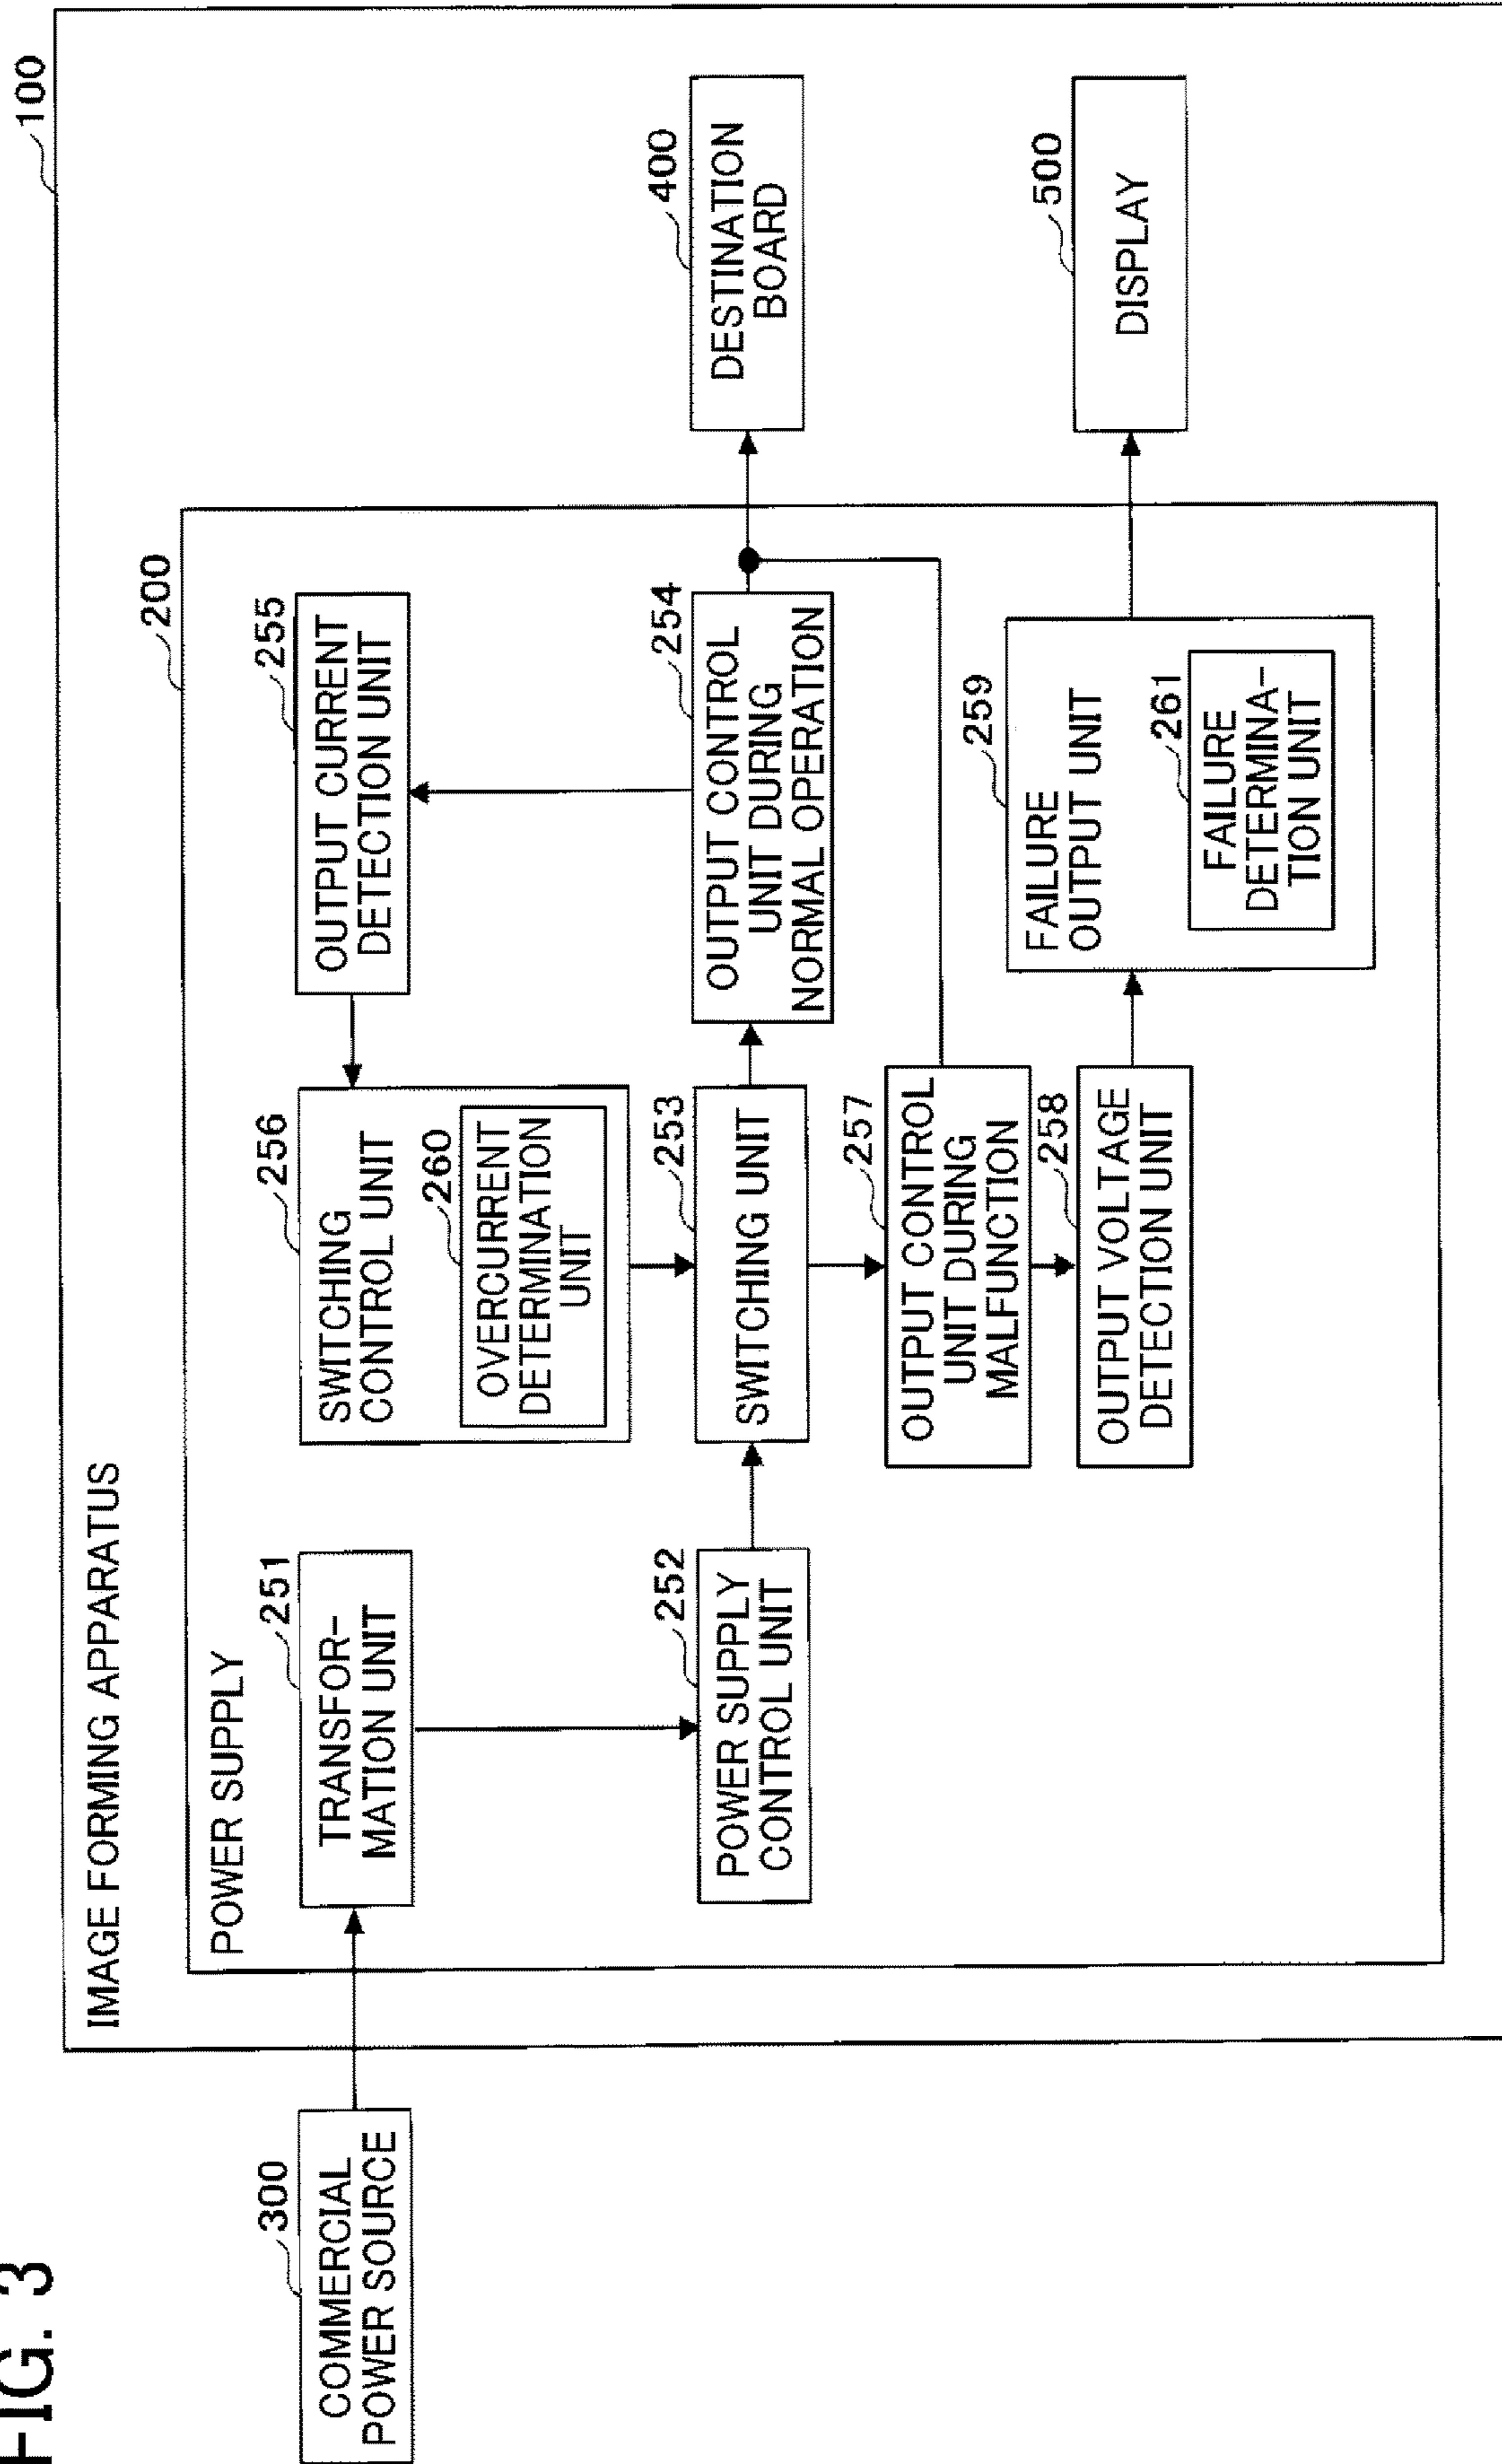 FIG. 3
IMAGE FORMING APPARATUS
100
POWER SUPPLY
200
300
COMMERCIAL
POWER SOURCE
251
TRANSFOR-
MATION UNIT
256
SWITCHING
CONTROL UNIT
260
OVERCURRENT
DETERMINATION
UNIT
255
OUTPUT CURRENT
DETECTION UNIT
252
POWER SUPPLY
CONTROL UNIT
253
SWITCHING UNIT
254
OUTPUT CONTROL
UNIT DURING
NORMAL OPERATION
400
DESTINATION
BOARD
257
OUTPUT CONTROL
UNIT DURING
MALFUNCTION
258
OUTPUT VOLTAGE
DETECTION UNIT
259
FAILURE
OUTPUT UNIT
261
FAILURE
DETERMINA-
TION UNIT
500
DISPLAY